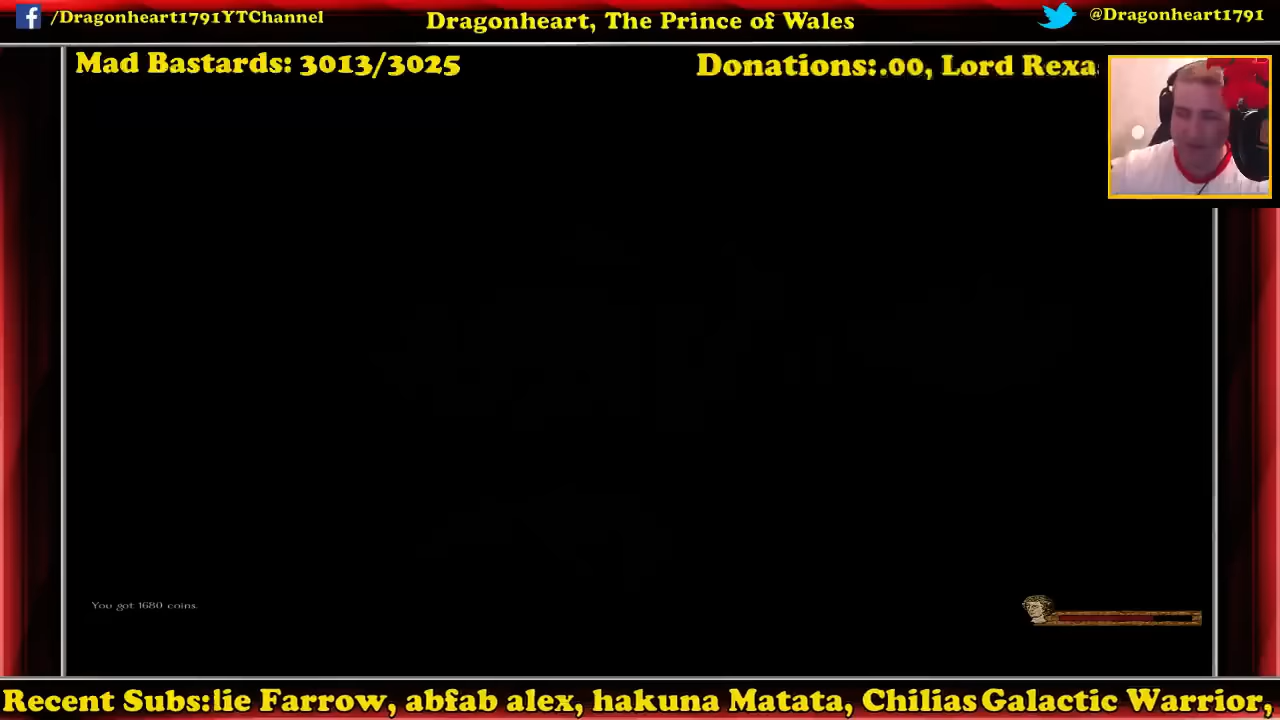 /Dragonheart1791YTChannel
Dragonheart, The Prince of Wales
@Dragonheart1791
Mad Bastards: 3013/3025
Donations:.00, Lord Rexa
You got 1680 coins.
Recent Subs:lie Farrow, abfab alex, hakuna Matata, Chilias Galactic Warrior,